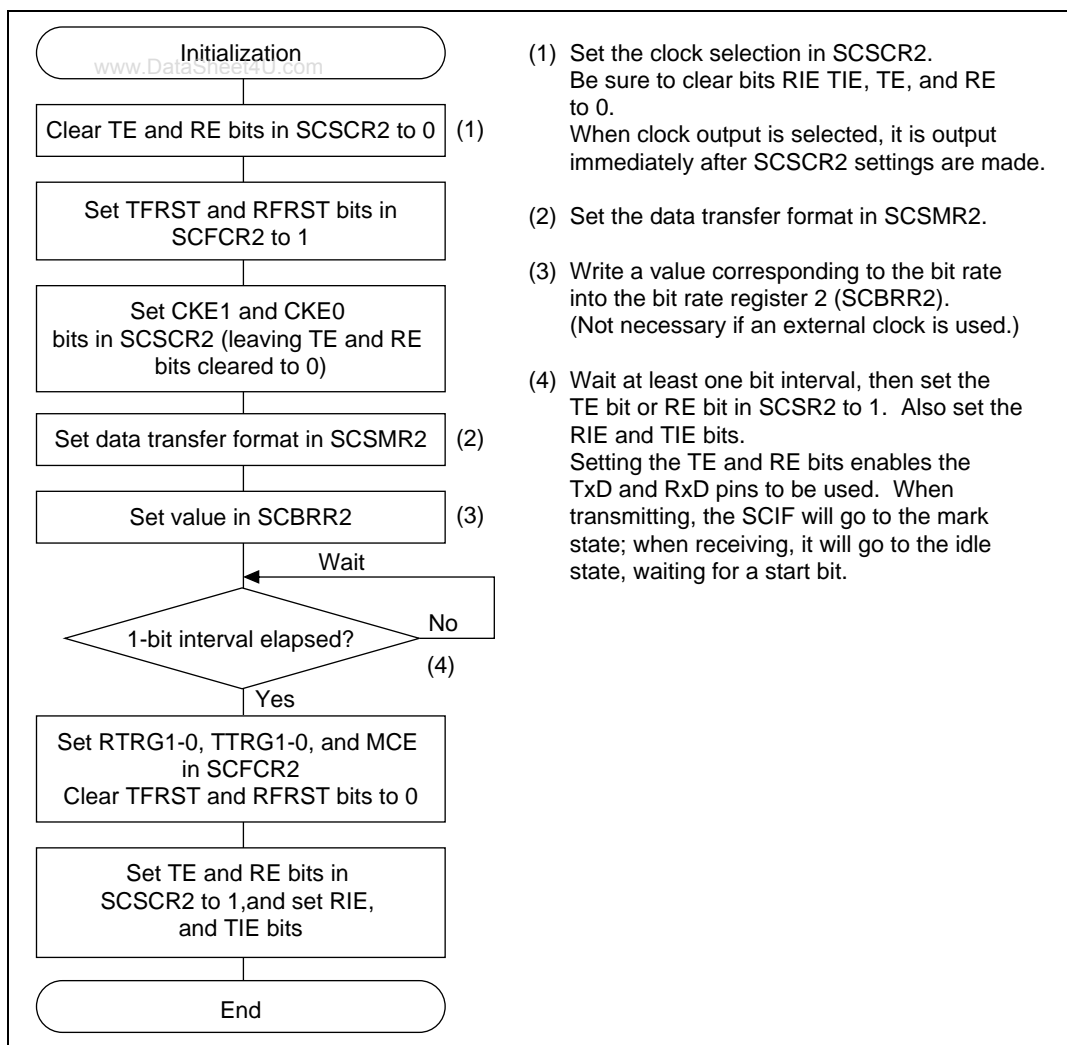 Initialization
www.DataSheet4U.com
Clear TE and RE bits in SCSCR2 to 0
(1)
Set TFRST and RFRST bits in
SCFCR2 to 1
Set CKE1 and CKE0
bits in SCSCR2 (leaving TE and RE
bits cleared to 0)
Set data transfer format in SCSMR2
(2)
Set value in SCBRR2
(3)
Wait
1-bit interval elapsed?
No
(4)
Yes
Set RTRG1-0, TTRG1-0, and MCE
in SCFCR2
Clear TFRST and RFRST bits to 0
Set TE and RE bits in
SCSCR2 to 1,and set RIE,
and TIE bits
End
(1) Set the clock selection in SCSCR2.
Be sure to clear bits RIE TIE, TE, and RE
to 0.
When clock output is selected, it is output
immediately after SCSCR2 settings are made.
(2) Set the data transfer format in SCSMR2.
(3) Write a value corresponding to the bit rate
into the bit rate register 2 (SCBRR2).
(Not necessary if an external clock is used.)
(4) Wait at least one bit interval, then set the
TE bit or RE bit in SCSR2 to 1. Also set the
RIE and TIE bits.
Setting the TE and RE bits enables the
TxD and RxD pins to be used. When
transmitting, the SCIF will go to the mark
state; when receiving, it will go to the idle
state, waiting for a start bit.